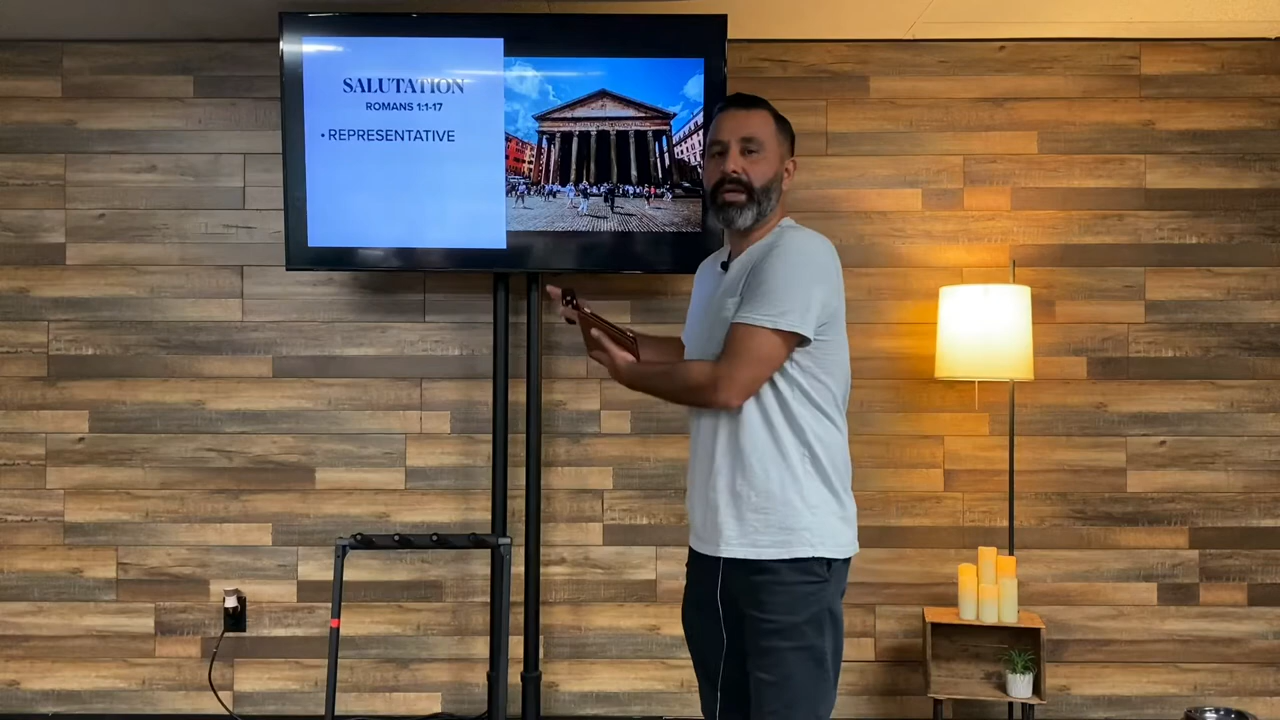 SALUTATION
ROMANS 1:1-17
• REPRESENTATIVE